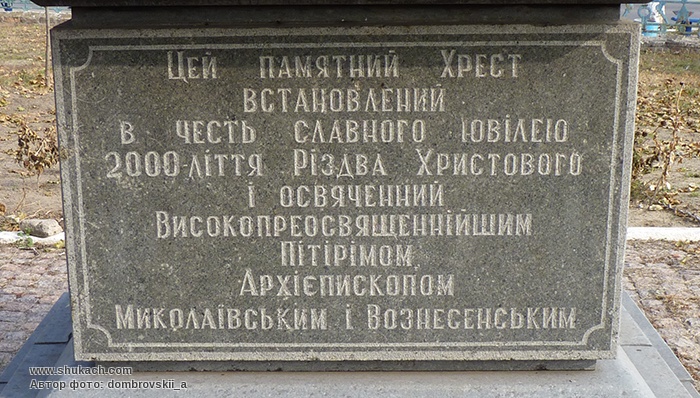 Цей памятний Хрест
встановлений
в честь славного ювілею
2000-ліття Різдва Христового
і освяченний
Високопреосвященнійшим
Пітірімом
Архієпископом
Миколаївським і Вознесенським
www.shukach.com
Автор фото: dombrovskii_a